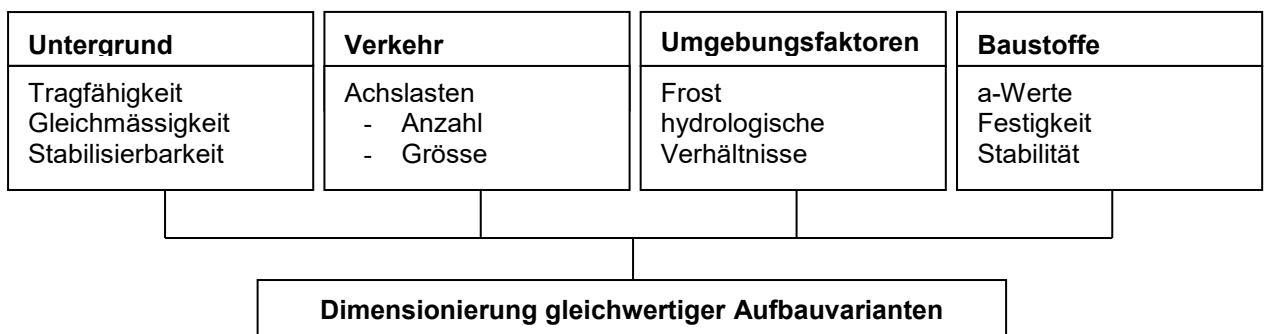 Untergrund
Tragfähigkeit
Gleichmässigkeit
Stabilisierbarkeit
Verkehr
Achslasten
- Anzahl
- Grösse
Umgebungsfaktoren
Frost
hydrologische
Verhältnisse
Baustoffe
a-Werte
Festigkeit
Stabilität
Dimensionierung gleichwertiger Aufbauvarianten